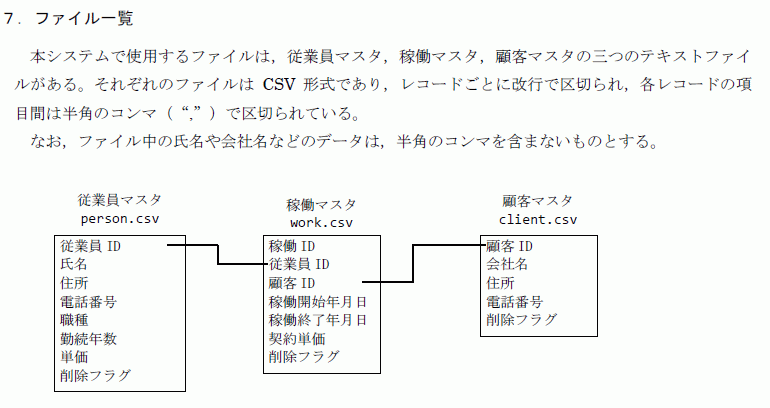 ７．ファイル一覧
本システムで使用するファイルは，従業員マスタ，稼働マスタ，顧客マスタの三つのテキストファイ
ルがある。それぞれのファイルは CSV 形式であり，レコードごとに改行で区切られ，各レコードの項
目間は半角のコンマ（“,”）で区切られている。
なお，ファイル中の氏名や会社名などのデータは，半角のコンマを含まないものとする。
従業員マスタ
person.csv
従業員 ID
氏名
住所
電話番号
職種
勤続年数
単価
削除フラグ
稼働マスタ
work.csv
稼働 ID
従業員 ID
顧客 ID
稼働開始年月日
稼働終了年月日
契約単価
削除フラグ
顧客マスタ
client.csv
顧客 ID
会社名
住所
電話番号
削除フラグ